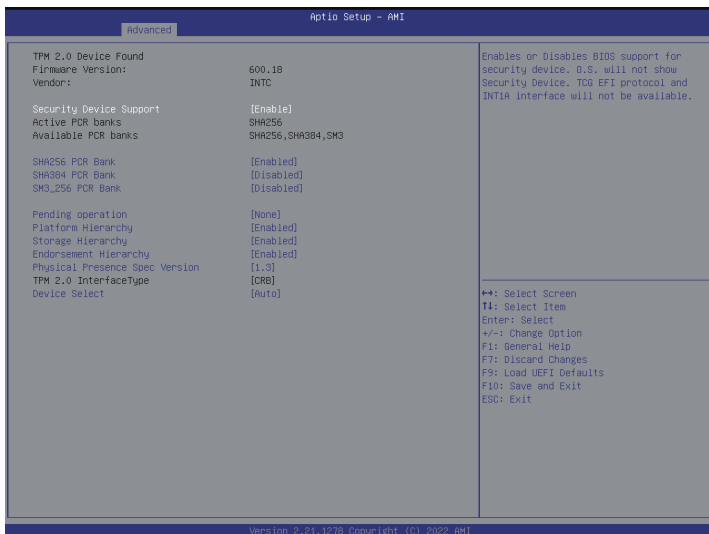 Aptio Setup – AMI
Advanced
TPM 2.0 Device Found
Firmware Version: 600.18
Vendor: INTC
Security Device Support [Enable]
Active PCR banks SHA256
Available PCR banks SHA256,SHA384,SM3
SHA256 PCR Bank [Enabled]
SHA384 PCR Bank [Disabled]
SM3_256 PCR Bank [Disabled]
Pending operation [None]
Platform Hierarchy [Enabled]
Storage Hierarchy [Enabled]
Endorsement Hierarchy [Enabled]
Physical Presence Spec Version [1.3]
TPM 2.0 InterfaceType [CRB]
Device Select [Auto]
Enables or Disables BIOS support for
security device. O.S. will not show
Security Device. TCG EFI protocol and
INT1A interface will not be available.
↔: Select Screen
↑↓: Select Item
Enter: Select
+/-: Change Option
F1: General Help
F7: Discard Changes
F9: Load UEFI Defaults
F10: Save and Exit
ESC: Exit
Version 2.21.1278 Copyright (C) 2022 AMI